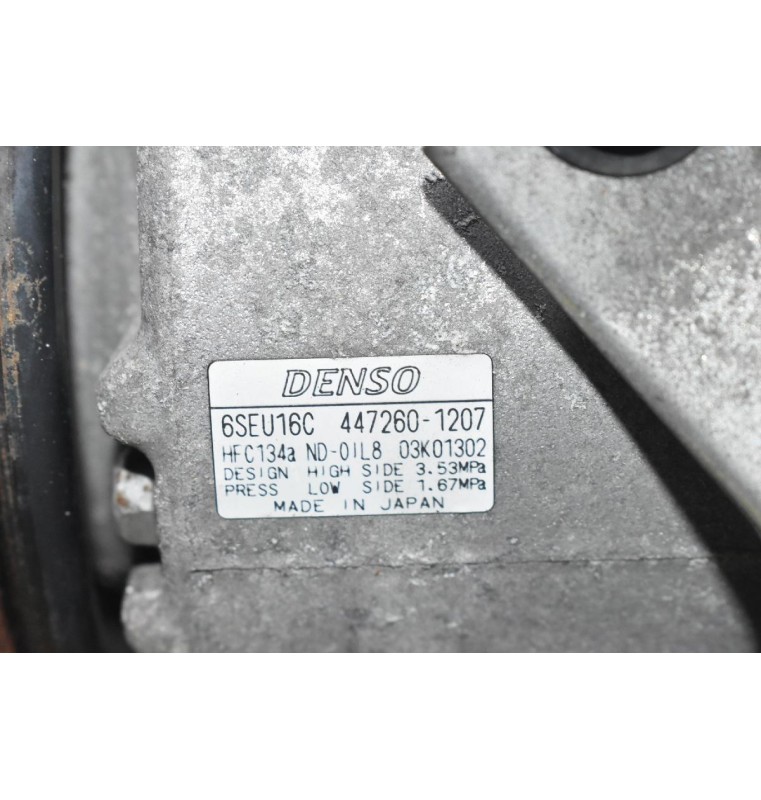 DENSO
6SEU16C 447260-1207
HFC134a ND-OIL8 03K01302
DESIGN HIGH SIDE 3.53MPa
PRESS LOW SIDE 1.67MPa
MADE IN JAPAN